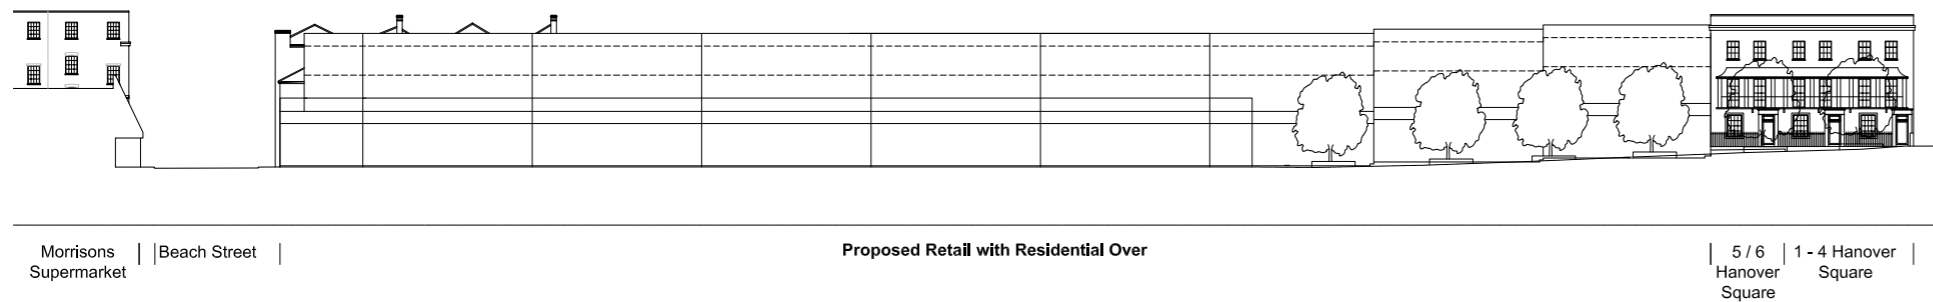 Morrisons
Supermarket
Beach Street
Proposed Retail with Residential Over
5 / 6
Hanover
Square
1 - 4 Hanover
Square